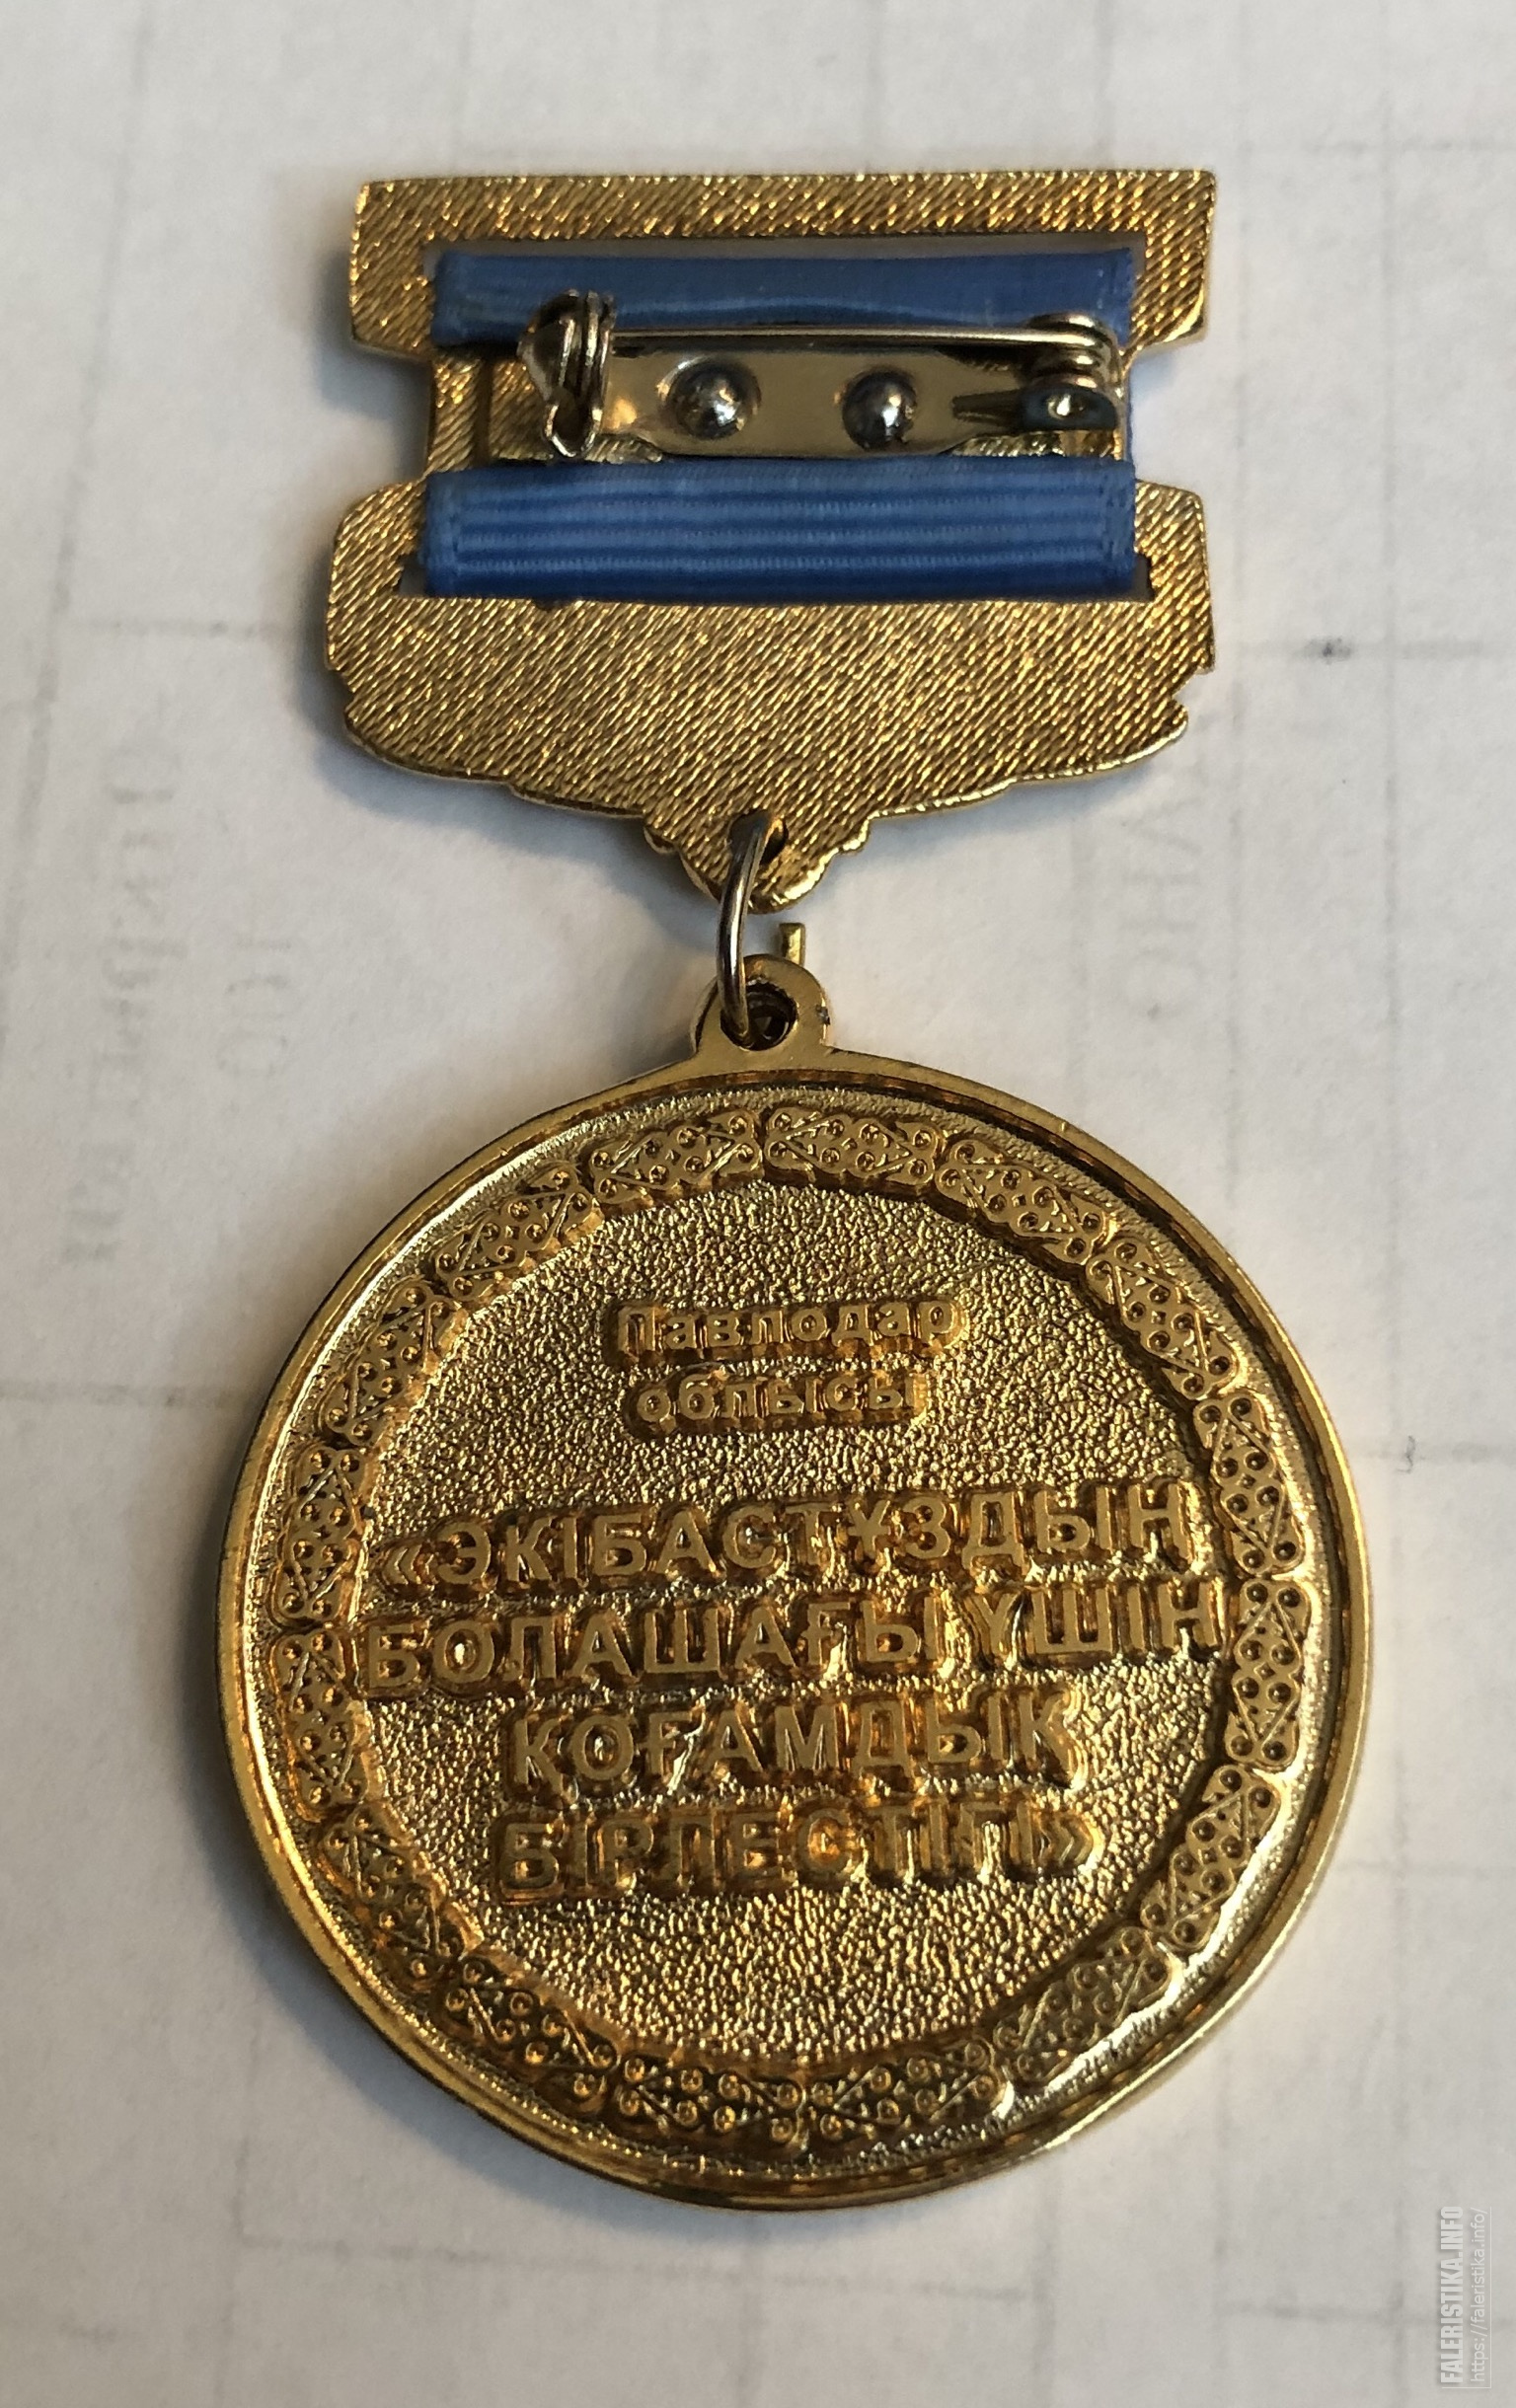 Павлодар
облысы
«ЭКІБАСТҰЗДЫҢ
БОЛАШАҒЫ ҮШІН
ҚОҒАМДЫҚ
БІРЛЕСТІГІ»
FALERISTIKA.INFO
https://faleristika.info/